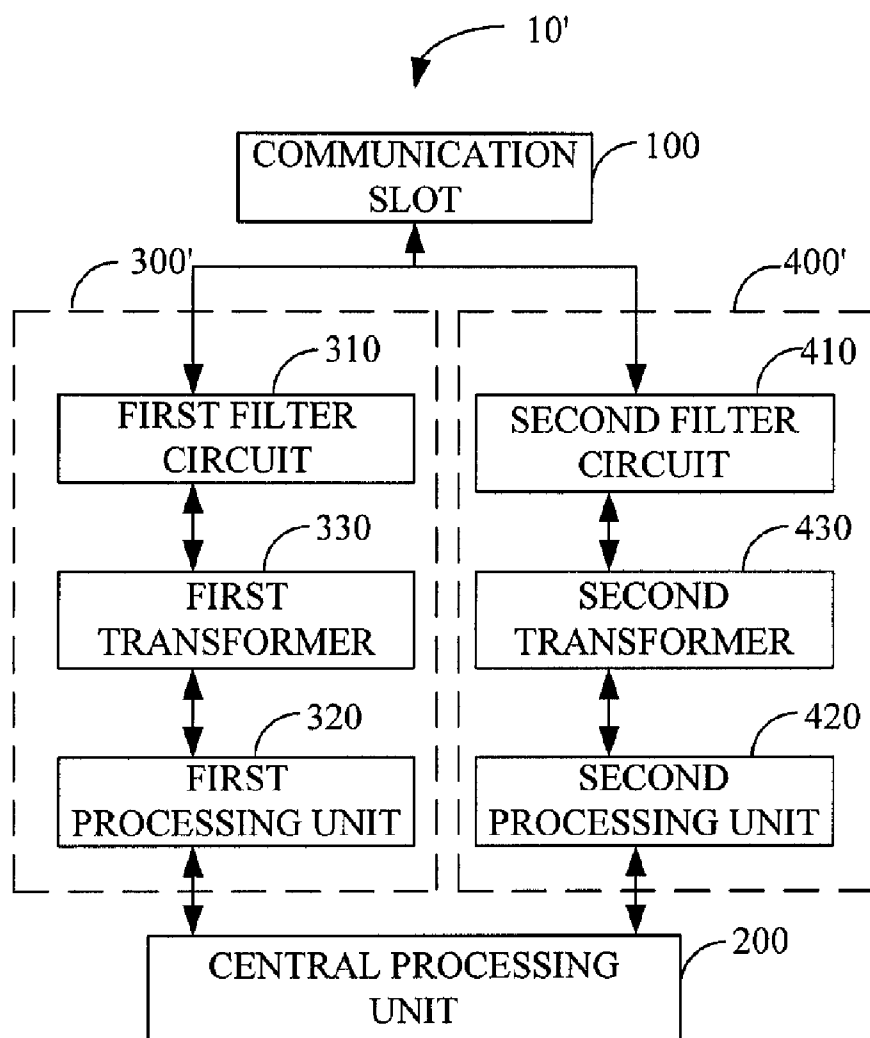 10'
COMMUNICATION
SLOT
100
300'
400'
310
410
FIRST FILTER
CIRCUIT
SECOND FILTER
CIRCUIT
330
430
FIRST
TRANSFORMER
SECOND
TRANSFORMER
320
420
FIRST
PROCESSING UNIT
SECOND
PROCESSING UNIT
200
CENTRAL PROCESSING
UNIT